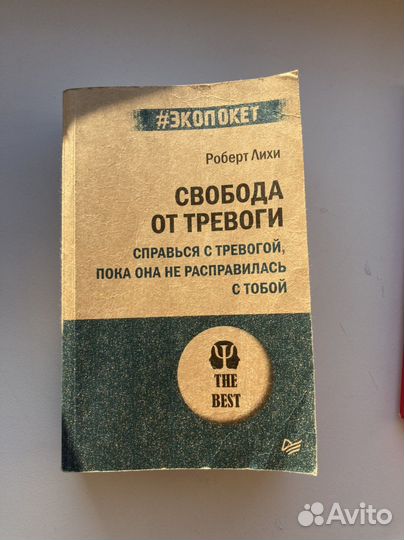 #ЭКОПОКЕТ
Роберт Лихи
СВОБОДА
ОТ ТРЕВОГИ
СПРАВЬСЯ С ТРЕВОГОЙ,
ПОКА ОНА НЕ РАСПРАВИЛАСЬ
С ТОБОЙ
Ψ
THE
BEST
Avito